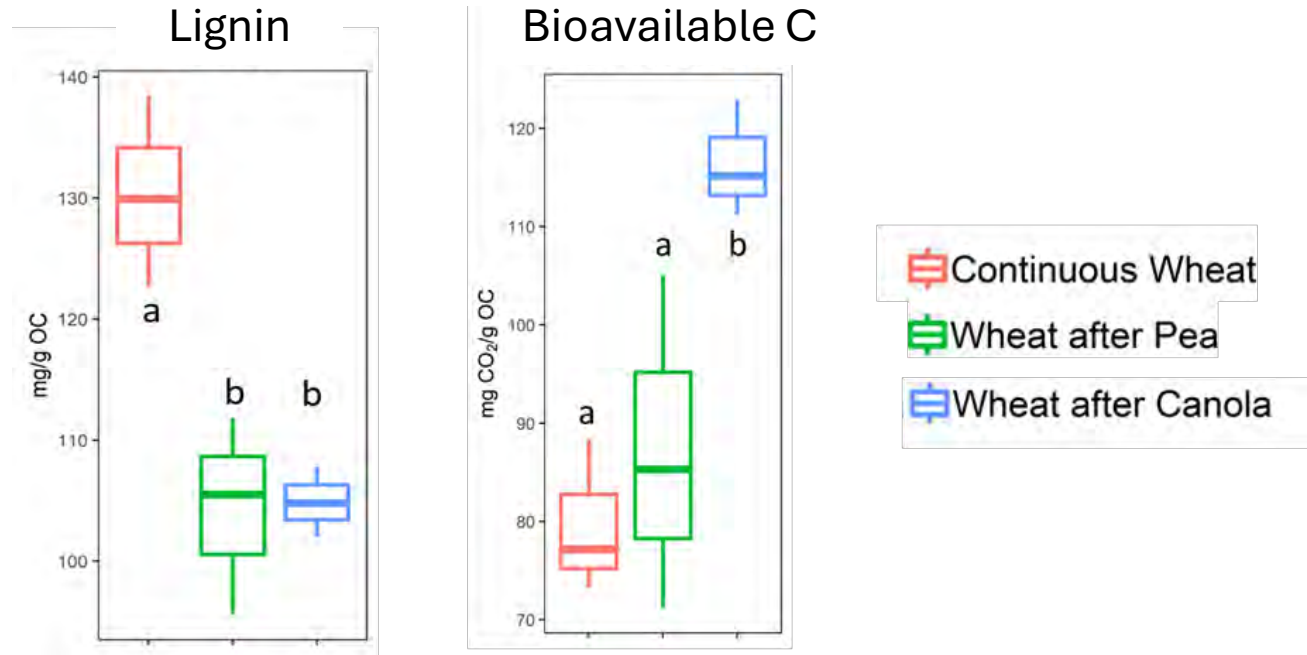 Lignin
Bioavailable C
140
130
120
110
100
mg/g OC
a
b
b
120
110
100
90
80
70
mg CO₂/g OC
a
a
b
Continuous Wheat
Wheat after Pea
Wheat after Canola